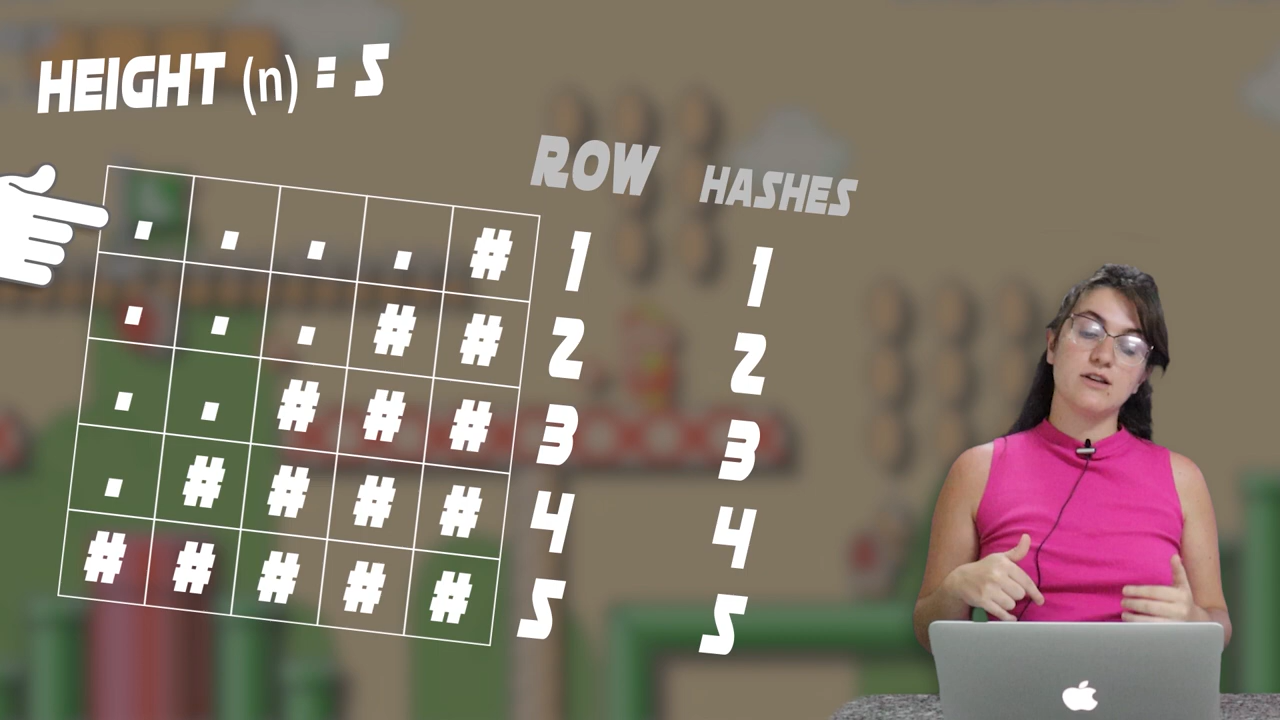 HEIGHT (n) = 5
ROW HASHES
. . . . # 1 1
. . . # # 2 2
. . # # # 3 3
. # # # # 4 4
# # # # # 5 5